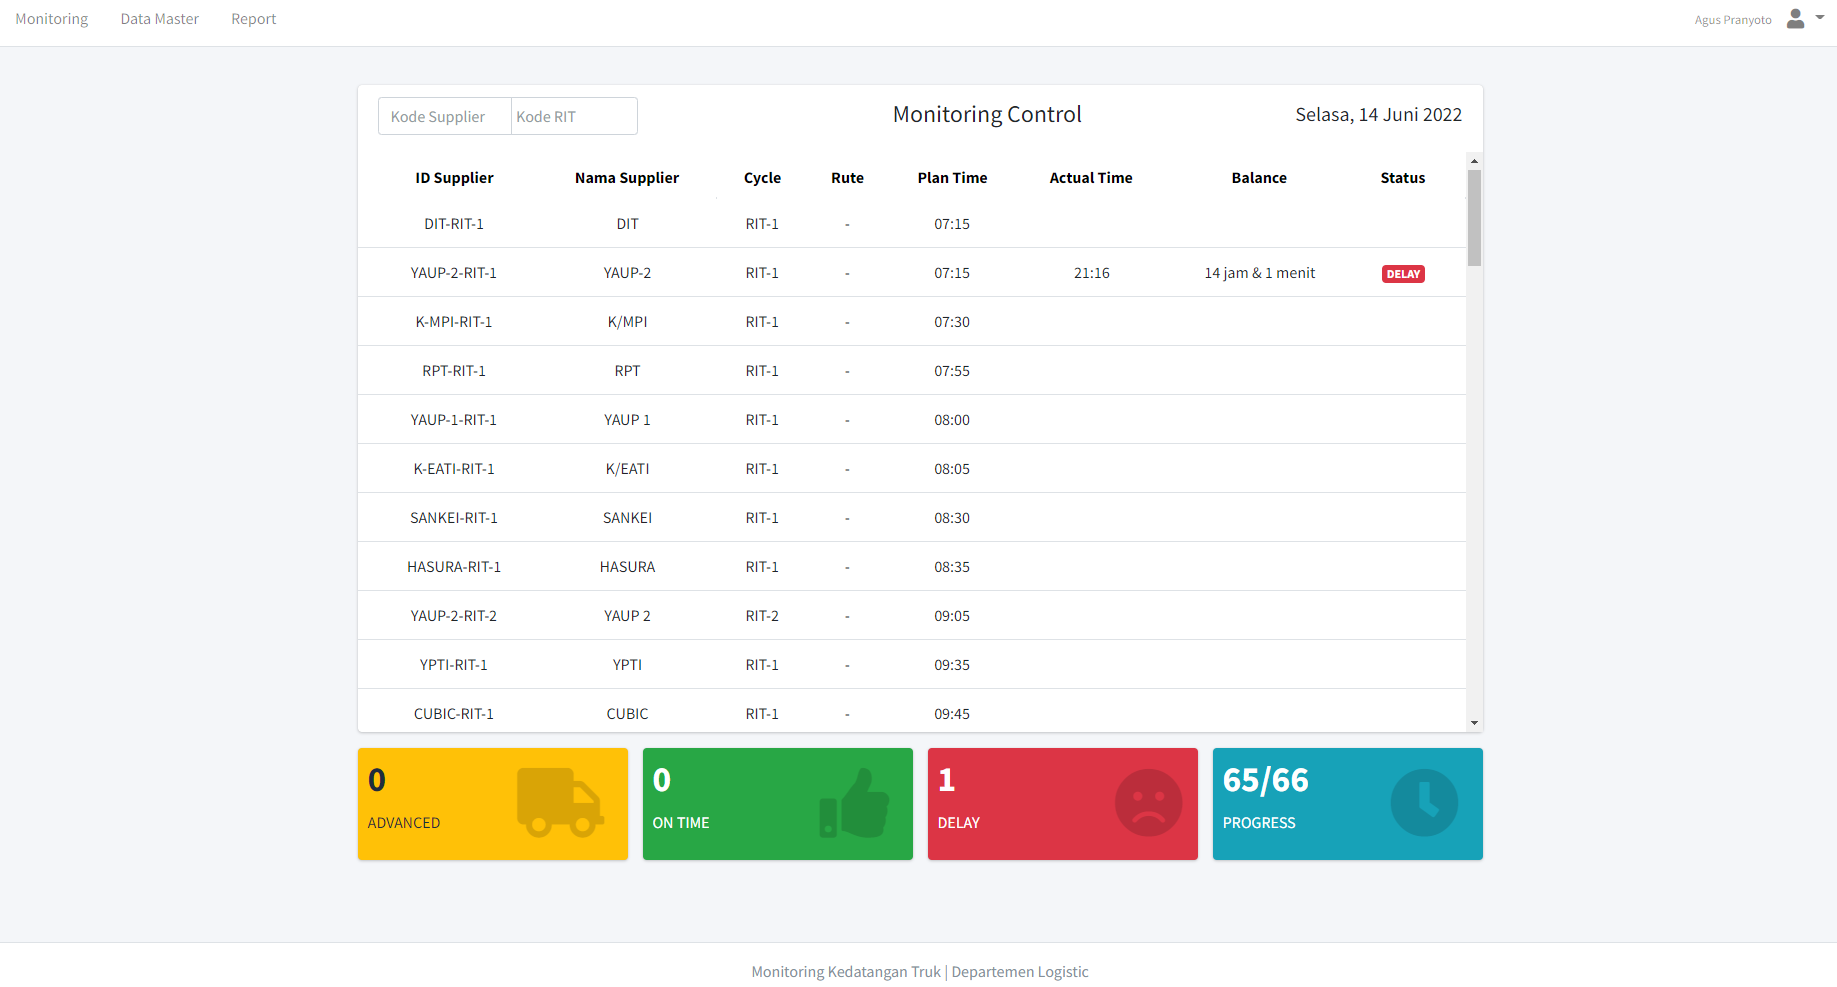 Monitoring Data Master Report Agus Pranyoto
Kode Supplier Kode RIT Monitoring Control Selasa, 14 Juni 2022
ID Supplier Nama Supplier Cycle Rute Plan Time Actual Time Balance Status
DIT-RIT-1 DIT RIT-1 - 07:15
YAUP-2-RIT-1 YAUP-2 RIT-1 - 07:15 21:16 14 jam & 1 menit DELAY
K-MPI-RIT-1 K/MPI RIT-1 - 07:30
RPT-RIT-1 RPT RIT-1 - 07:55
YAUP-1-RIT-1 YAUP 1 RIT-1 - 08:00
K-EATI-RIT-1 K/EATI RIT-1 - 08:05
SANKEI-RIT-1 SANKEI RIT-1 - 08:30
HASURA-RIT-1 HASURA RIT-1 - 08:35
YAUP-2-RIT-2 YAUP 2 RIT-2 - 09:05
YPTI-RIT-1 YPTI RIT-1 - 09:35
CUBIC-RIT-1 CUBIC RIT-1 - 09:45
0
ADVANCED
0
ON TIME
1
DELAY
65/66
PROGRESS
Monitoring Kedatangan Truk | Departemen Logistic